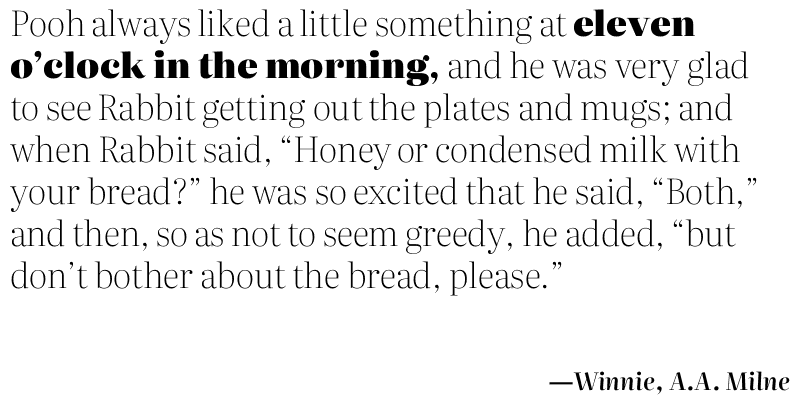 Pooh always liked a little something at eleven
o’clock in the morning, and he was very glad
to see Rabbit getting out the plates and mugs; and
when Rabbit said, “Honey or condensed milk with
your bread?” he was so excited that he said, “Both,”
and then, so as not to seem greedy, he added, “but
don’t bother about the bread, please.”
—Winnie, A.A. Milne